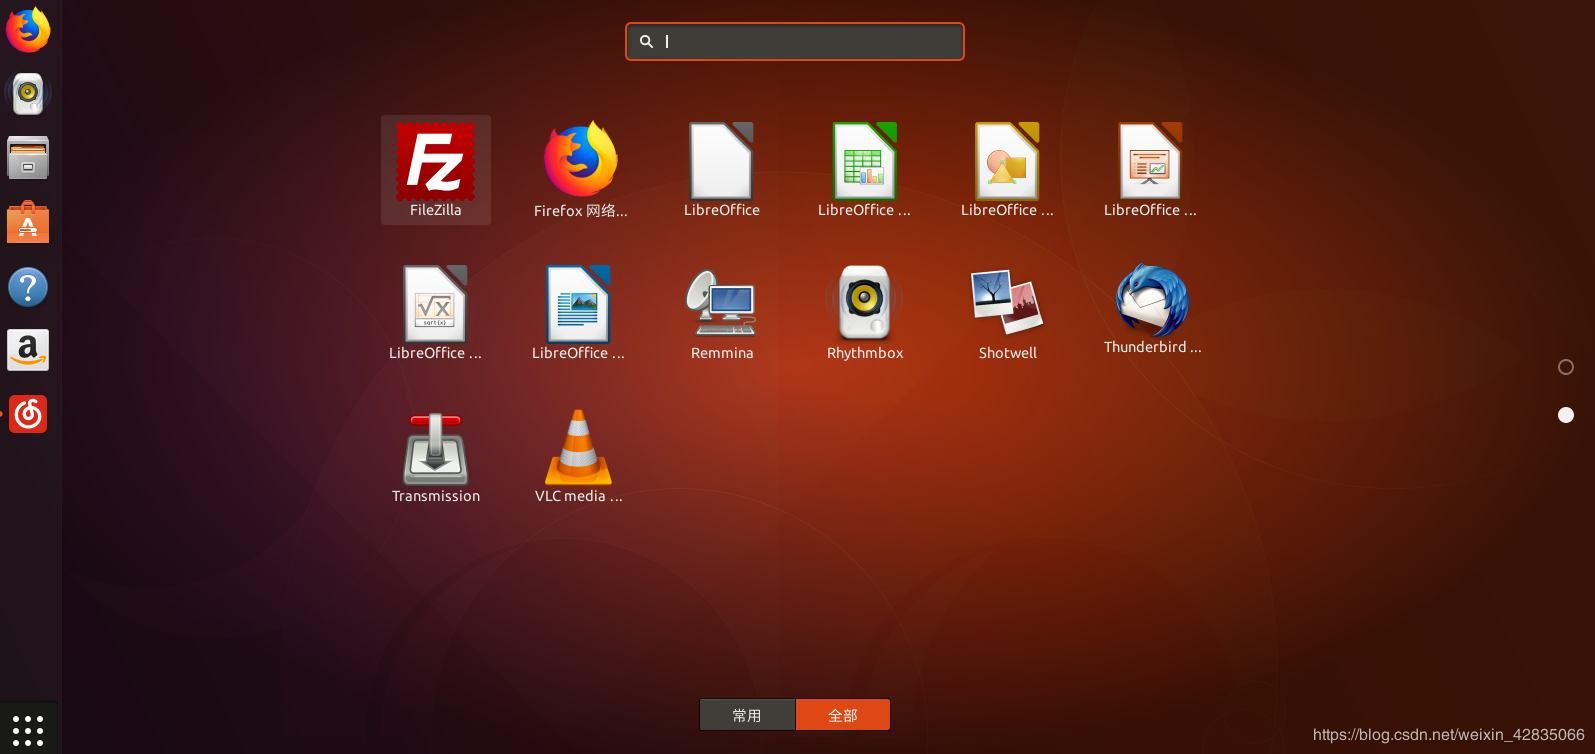 FileZilla
Firefox 网络...
LibreOffice
LibreOffice ...
LibreOffice ...
LibreOffice ...
LibreOffice ...
LibreOffice ...
Remmina
Rhythmbox
Shotwell
Thunderbird ...
Transmission
VLC media ...
常用
全部
https://blog.csdn.net/weixin_42835066